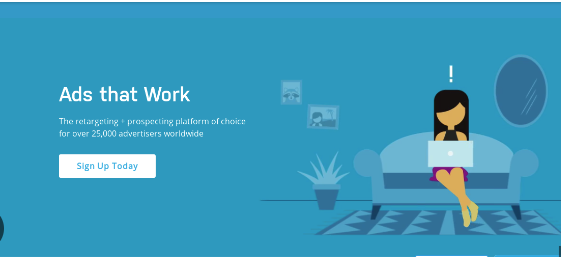 Ads that Work
The retargeting + prospecting platform of choice
for over 25,000 advertisers worldwide
Sign Up Today
!